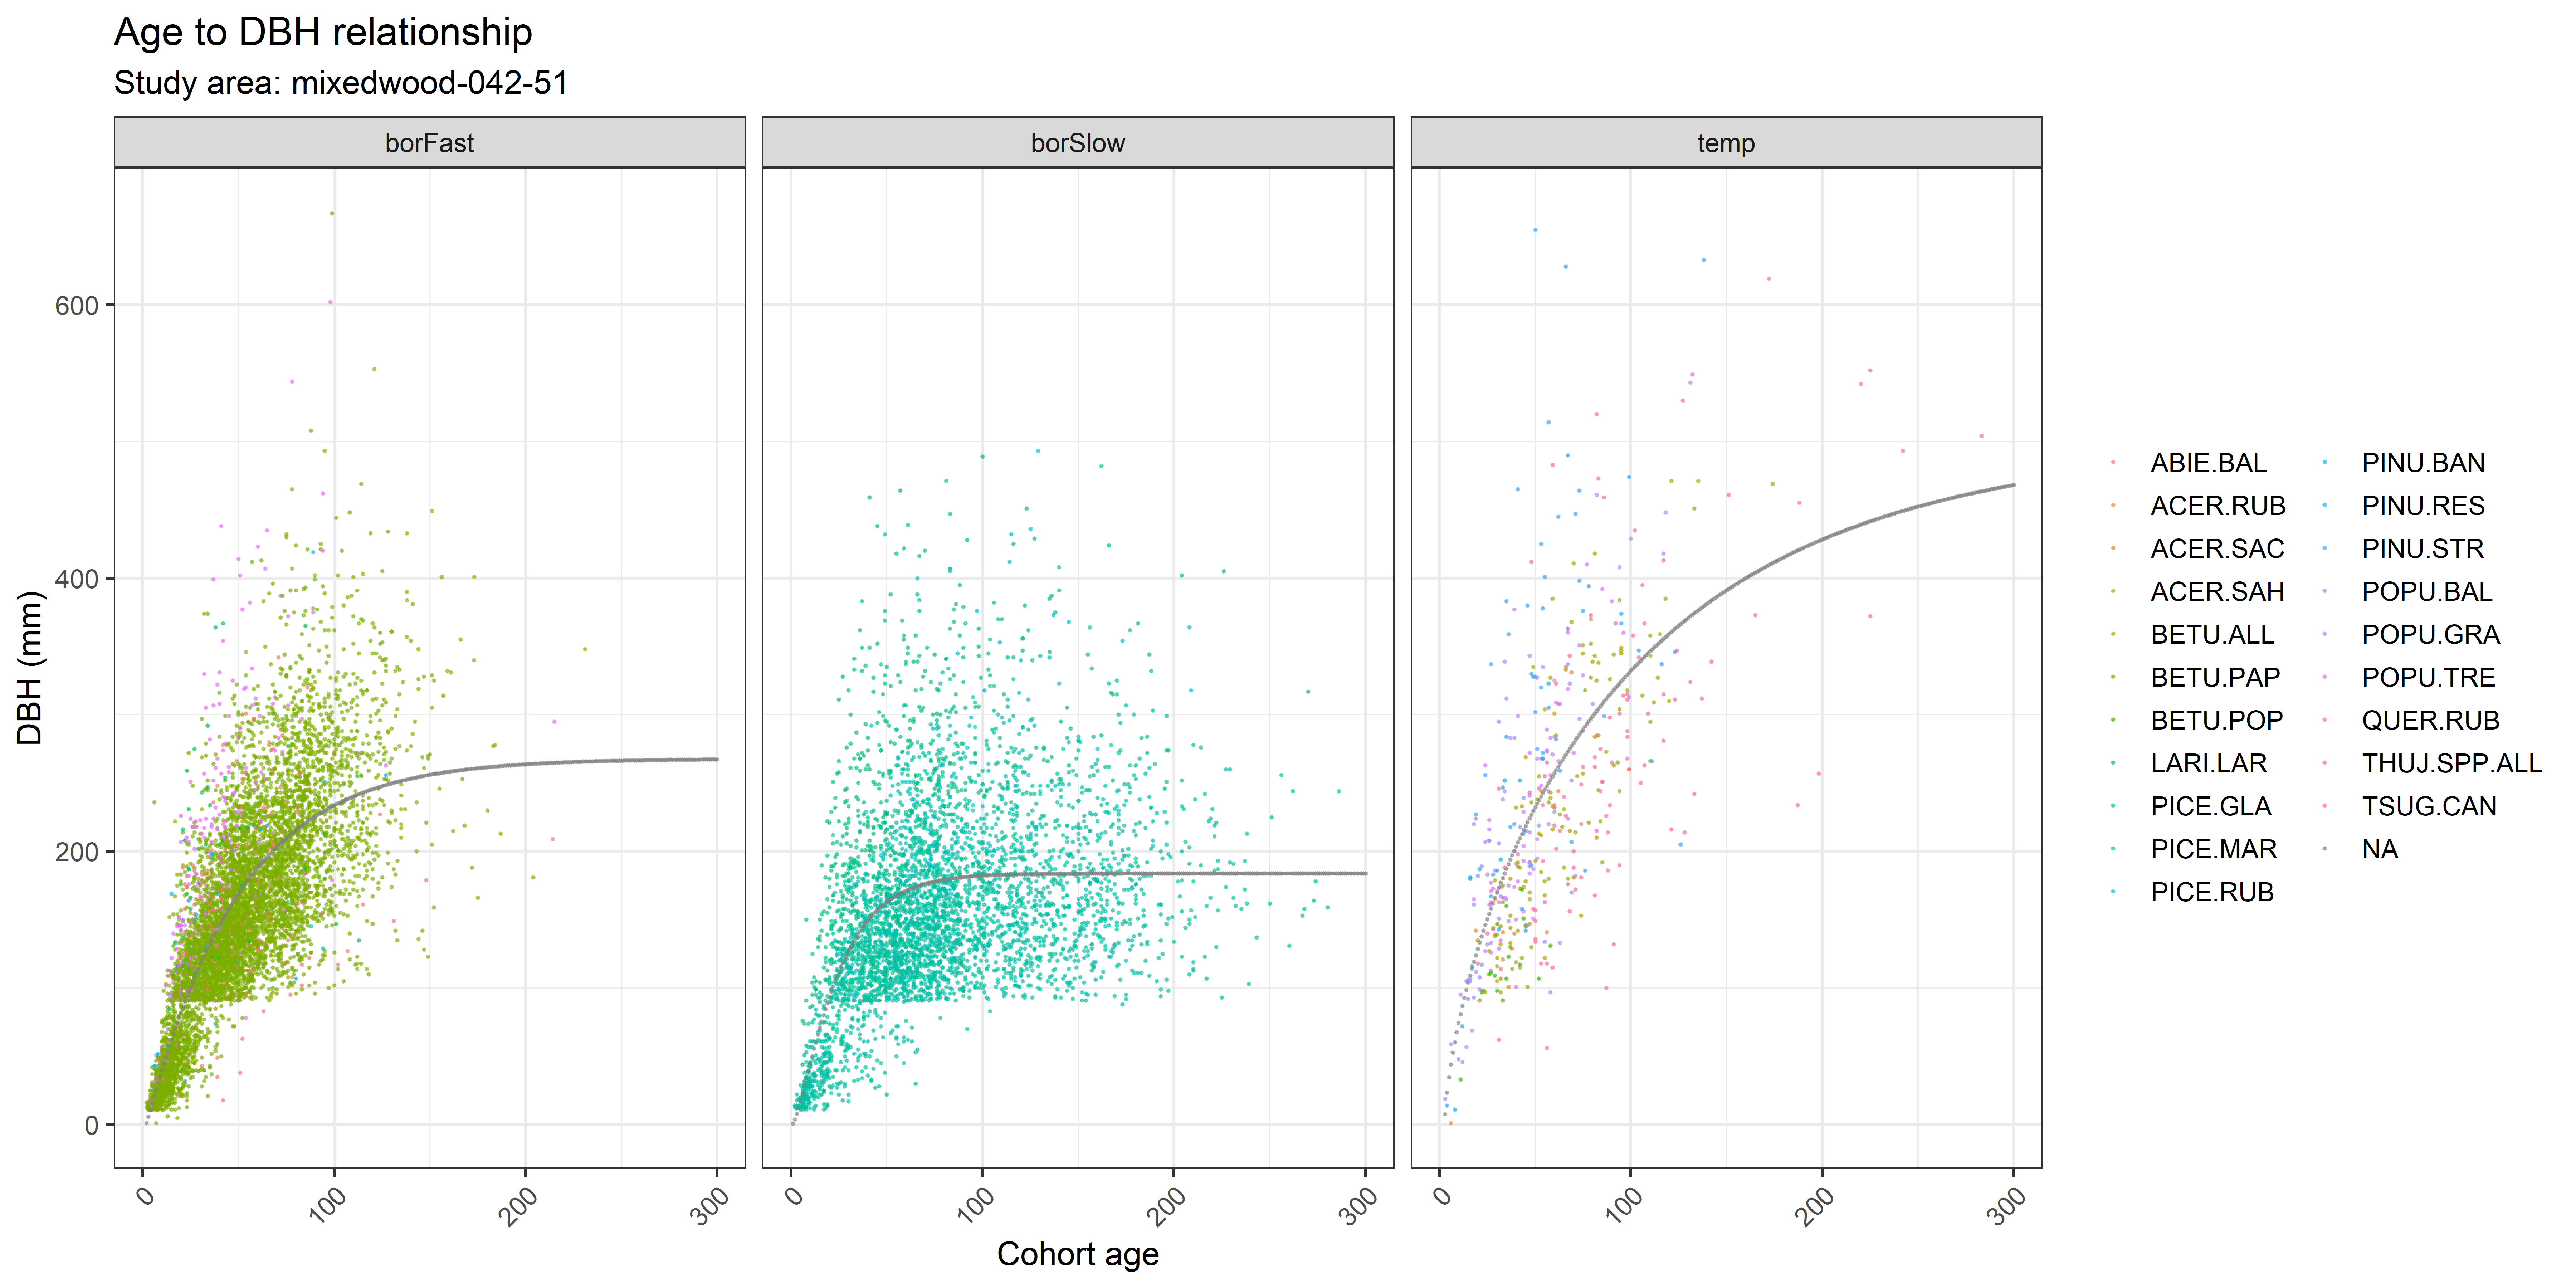 Age to DBH relationship
Study area: mixedwood-042-51
borFast borSlow temp
DBH (mm)
600
400
200
0
0 100 200 300 0 100 200 300 0 100 200 300
Cohort age
ABIE.BAL PINU.BAN
ACER.RUB PINU.RES
ACER.SAC PINU.STR
ACER.SAH POPU.BAL
BETU.ALL POPU.GRA
BETU.PAP POPU.TRE
BETU.POP QUER.RUB
LARI.LAR THUJ.SPP.ALL
PICE.GLA TSUG.CAN
PICE.MAR NA
PICE.RUB